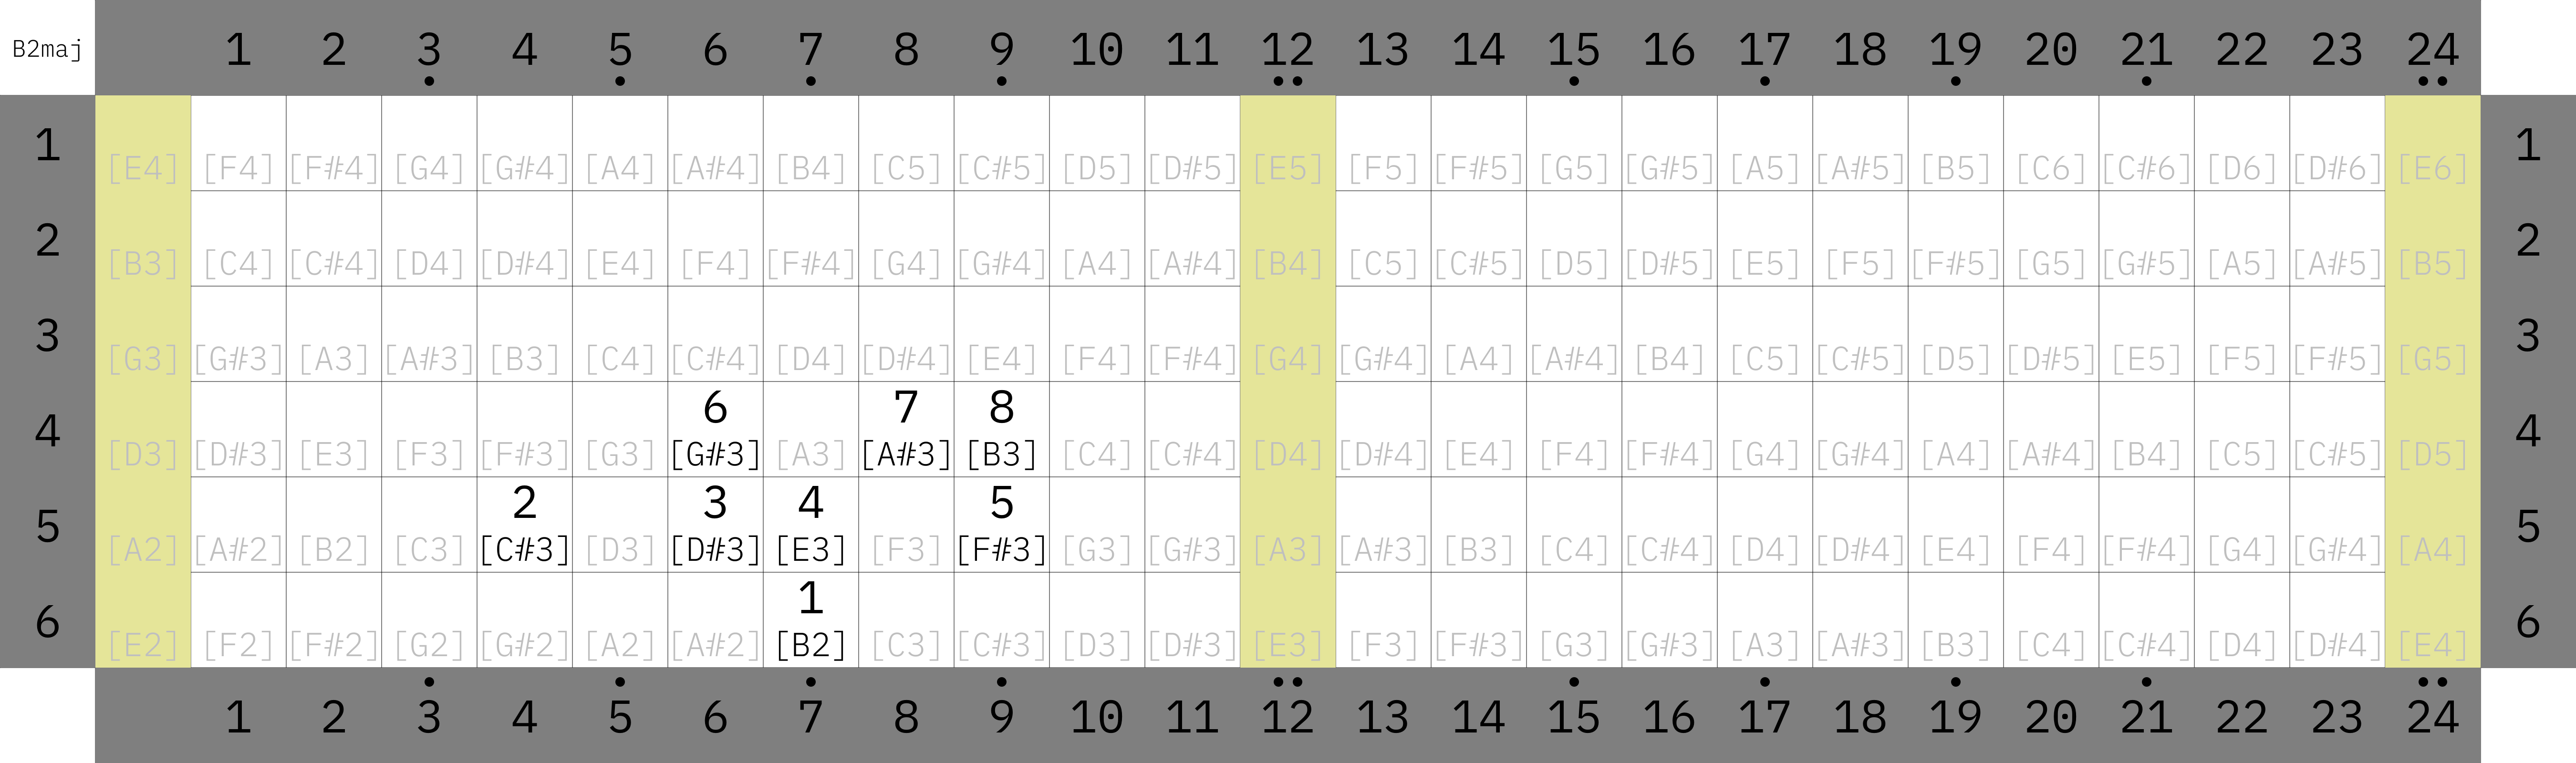 B2maj 1 2 3 4 5 6 7 8 9 10 11 12 13 14 15 16 17 18 19 20 21 22 23 24
1 [E4] [F4] [F#4] [G4] [G#4] [A4] [A#4] [B4] [C5] [C#5] [D5] [D#5] [E5] [F5] [F#5] [G5] [G#5] [A5] [A#5] [B5] [C6] [C#6] [D6] [D#6] [E6] 1
2 [B3] [C4] [C#4] [D4] [D#4] [E4] [F4] [F#4] [G4] [G#4] [A4] [A#4] [B4] [C5] [C#5] [D5] [D#5] [E5] [F5] [F#5] [G5] [G#5] [A5] [A#5] [B5] 2
3 [G3] [G#3] [A3] [A#3] [B3] [C4] [C#4] [D4] [D#4] [E4] [F4] [F#4] [G4] [G#4] [A4] [A#4] [B4] [C5] [C#5] [D5] [D#5] [E5] [F5] [F#5] [G5] 3
6 7 8
4 [D3] [D#3] [E3] [F3] [F#3] [G3] [G#3] [A3] [A#3] [B3] [C4] [C#4] [D4] [D#4] [E4] [F4] [F#4] [G4] [G#4] [A4] [A#4] [B4] [C5] [C#5] [D5] 4
2 3 4 5
5 [A2] [A#2] [B2] [C3] [C#3] [D3] [D#3] [E3] [F3] [F#3] [G3] [G#3] [A3] [A#3] [B3] [C4] [C#4] [D4] [D#4] [E4] [F4] [F#4] [G4] [G#4] [A4] 5
1
6 [E2] [F2] [F#2] [G2] [G#2] [A2] [A#2] [B2] [C3] [C#3] [D3] [D#3] [E3] [F3] [F#3] [G3] [G#3] [A3] [A#3] [B3] [C4] [C#4] [D4] [D#4] [E4] 6
1 2 3 4 5 6 7 8 9 10 11 12 13 14 15 16 17 18 19 20 21 22 23 24